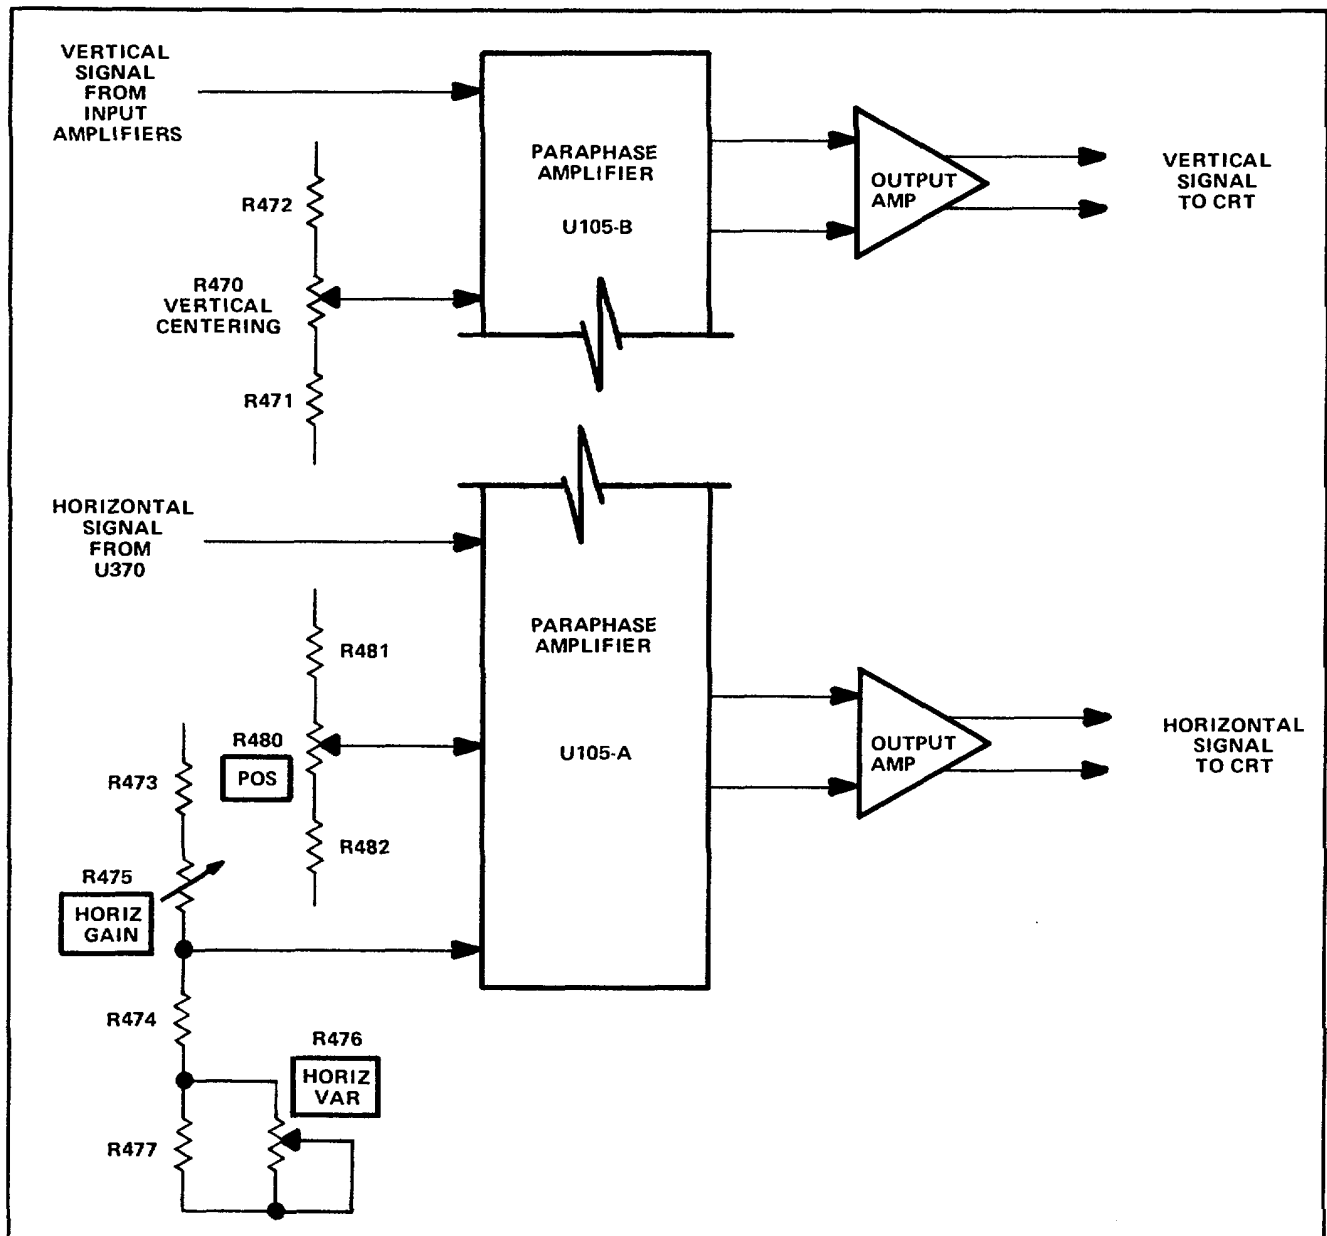 VERTICAL
SIGNAL
FROM
INPUT
AMPLIFIERS
R472
R470
VERTICAL
CENTERING
R471
PARAPHASE
AMPLIFIER
U105-B
OUTPUT
AMP
VERTICAL
SIGNAL
TO CRT
HORIZONTAL
SIGNAL
FROM
U370
R481
R480
POS
R482
R473
R475
HORIZ
GAIN
R474
R476
HORIZ
VAR
R477
PARAPHASE
AMPLIFIER
U105-A
OUTPUT
AMP
HORIZONTAL
SIGNAL
TO CRT